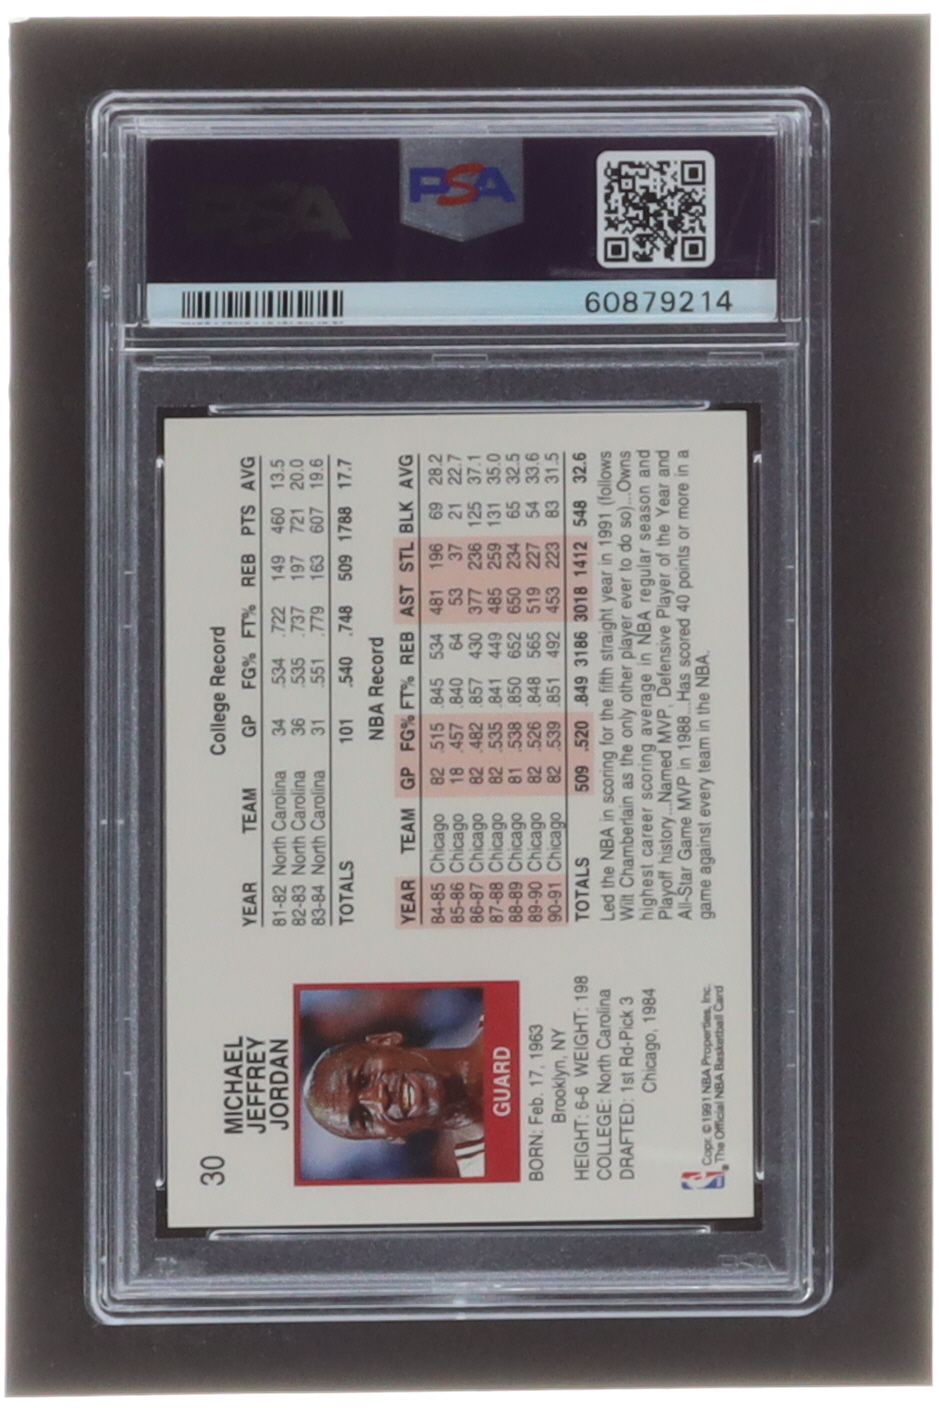 PSA
60879214
30
MICHAEL
JEFFREY
JORDAN
GUARD
BORN: Feb. 17, 1963
Brooklyn, NY
HEIGHT: 6-6 WEIGHT: 198
COLLEGE: North Carolina
DRAFTED: 1st Rd-Pick 3
Chicago, 1984
Copr. © 1991 NBA Properties, Inc.
The Official NBA Basketball Card
College Record
YEAR TEAM GP FG% FT% REB PTS AVG
81-82 North Carolina 34 .534 .722 149 460 13.5
82-83 North Carolina 36 .535 .737 197 721 20.0
83-84 North Carolina 31 .551 .779 163 607 19.6
TOTALS 101 .540 .748 509 1788 17.7
NBA Record
YEAR TEAM GP FG% FT% REB AST STL BLK AVG
84-85 Chicago 82 .515 .845 534 481 196 69 28.2
85-86 Chicago 18 .457 .840 64 53 37 21 22.7
86-87 Chicago 82 .482 .857 430 377 236 125 37.1
87-88 Chicago 82 .535 .841 449 485 259 131 35.0
88-89 Chicago 81 .538 .850 652 650 234 65 32.5
89-90 Chicago 82 .526 .848 565 519 227 54 33.6
90-91 Chicago 82 .539 .851 492 453 223 83 31.5
TOTALS 509 .520 .849 3186 3018 1412 548 32.6
Led the NBA in scoring for the fifth straight year in 1991 (follows
Wilt Chamberlain as the only other player ever to do so)...Owns
highest career scoring average in NBA regular season and
Playoff history...Named MVP, Defensive Player of the Year and
All-Star Game MVP in 1988...Has scored 40 points or more in a
game against every team in the NBA.
PSA